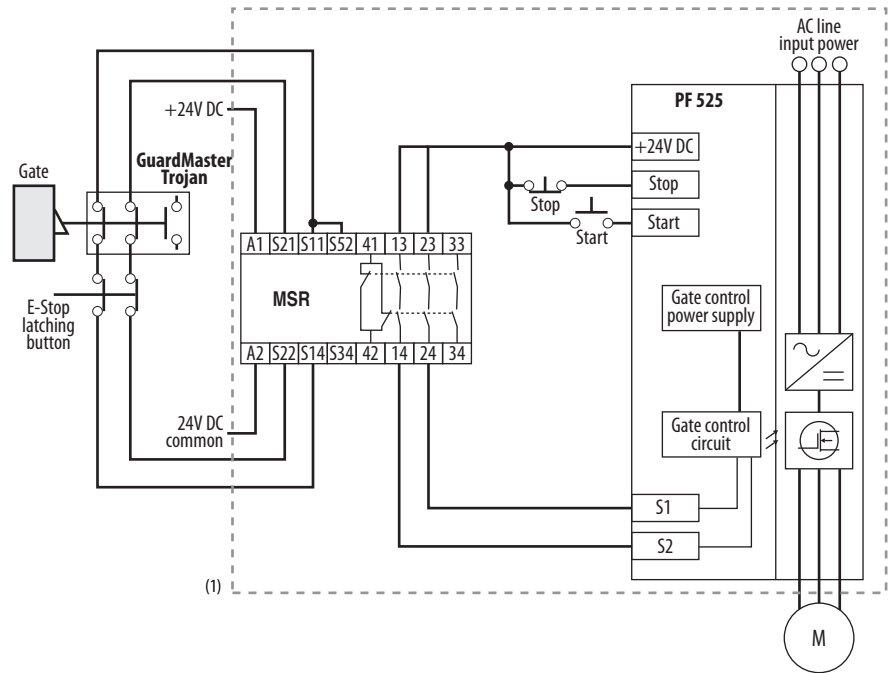 AC line
input power
PF 525
+24V DC
+24V DC
GuardMaster
Trojan
Gate
Stop
Stop
Start
Start
A1 S21 S11 S52 41 13 23 33
MSR
Gate control
power supply
E-Stop
latching
button
A2 S22 S14 S34 42 14 24 34
24V DC
common
Gate control
circuit
S1
S2
(1)
M